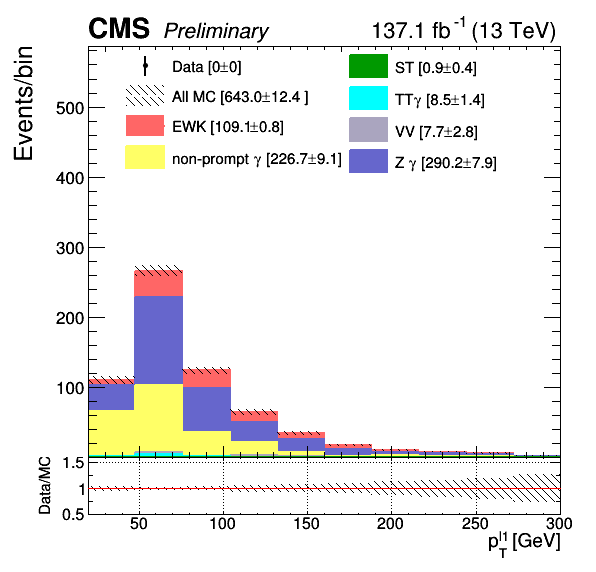 CMS Preliminary 137.1 fb⁻¹ (13 TeV)
Events/bin
Data [0±0]
All MC [643.0±12.4 ]
EWK [109.1±0.8]
non-prompt γ [226.7±9.1]
ST [0.9±0.4]
TTγ [8.5±1.4]
VV [7.7±2.8]
Z γ [290.2±7.9]
500
400
300
200
100
Data/MC
1.5
1
0.5
50 100 150 200 250 300
p_T^l1 [GeV]